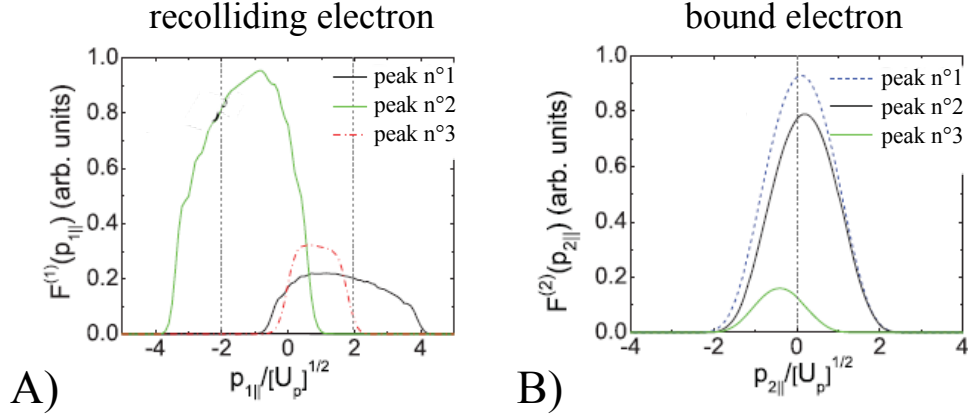 recolliding electron
bound electron
F⁽¹⁾(p₁||) (arb. units)
1.0
0.8
0.6
0.4
0.2
0.0
-4
-2
0
2
4
p₁||/[Uₚ]^1/2
peak n°1
peak n°2
peak n°3
A)
F⁽²⁾(p₂||) (arb. units)
1.0
0.8
0.6
0.4
0.2
0.0
-4
-2
0
2
4
p₂||/[Uₚ]^1/2
peak n°1
peak n°2
peak n°3
B)